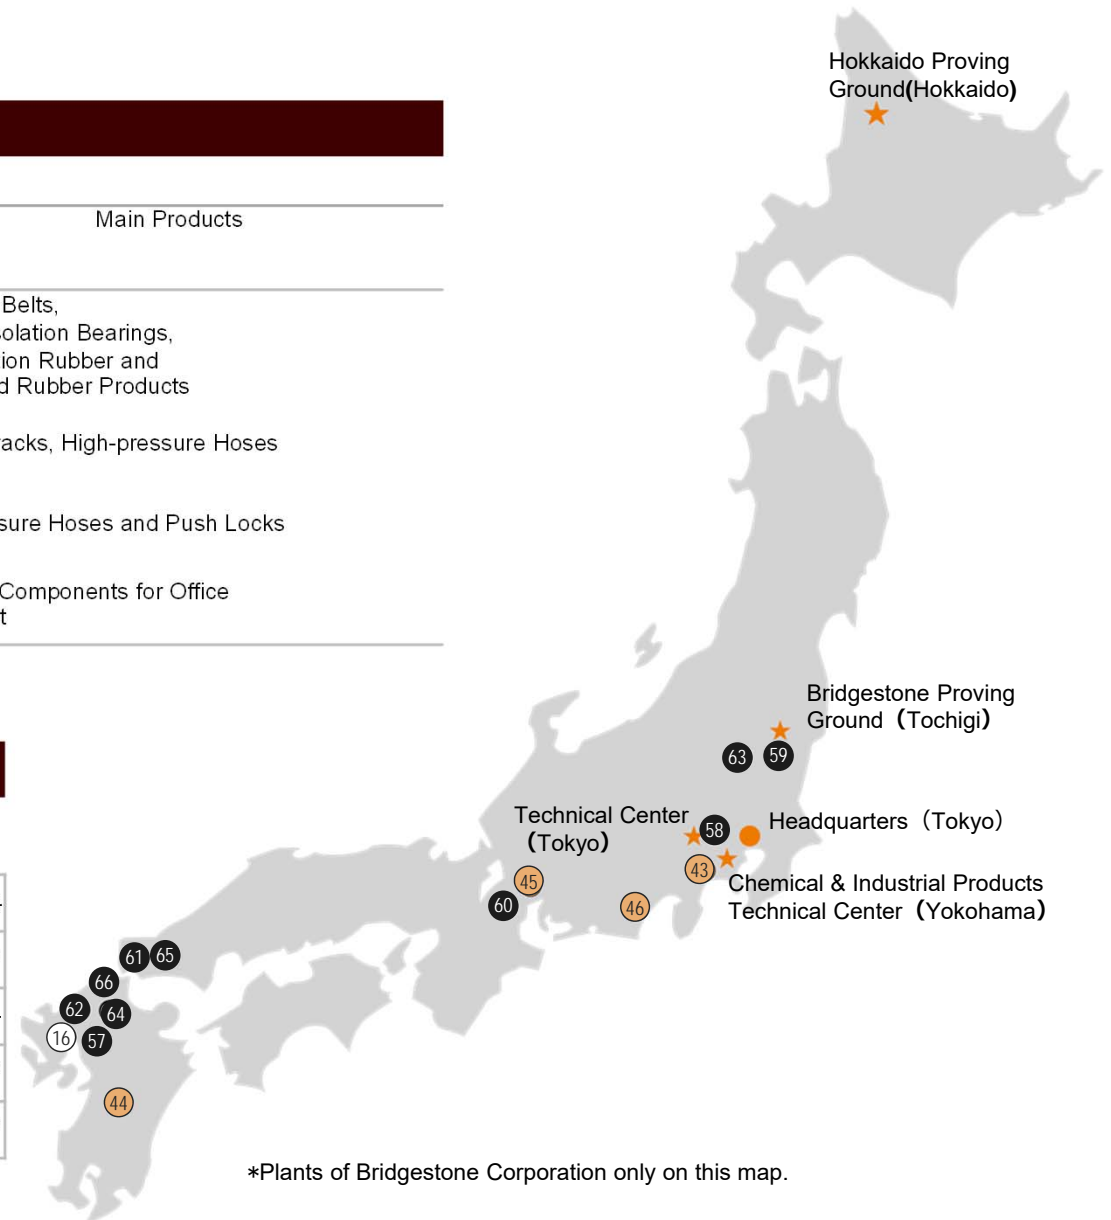 Hokkaido Proving
Ground(Hokkaido)
Main Products
Belts,
olation Bearings,
ion Rubber and
d Rubber Products
acks, High-pressure Hoses
sure Hoses and Push Locks
Components for Office
t
Bridgestone Proving
Ground（Tochigi）
63
59
Technical Center
（Tokyo）
58
Headquarters（Tokyo）
43
Chemical & Industrial Products
Technical Center（Yokohama）
45
60
46
61
65
66
62
64
16
57
44
*Plants of Bridgestone Corporation only on this map.